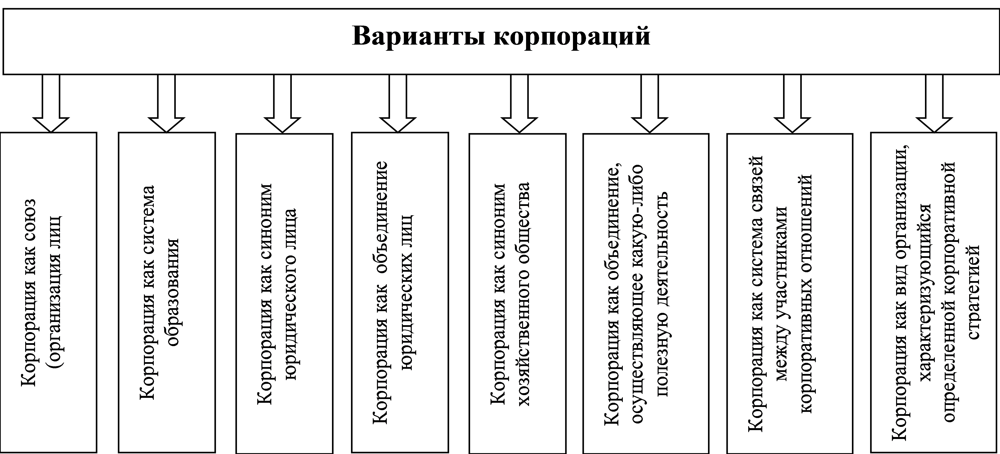 Варианты корпораций
Корпорация как союз
(организация лиц
Корпорация как система
образования
Корпорация как синоним
юридического лица
Корпорация как объединение
юридических лиц
Корпорация как синоним
хозяйственного общества
Корпорация как объединение,
осуществляющее какую-либо
полезную деятельность
Корпорация как система связей
между участниками
корпоративных отношений
Корпорация как вид организации,
характеризующийся
определенной корпоративной
стратегией